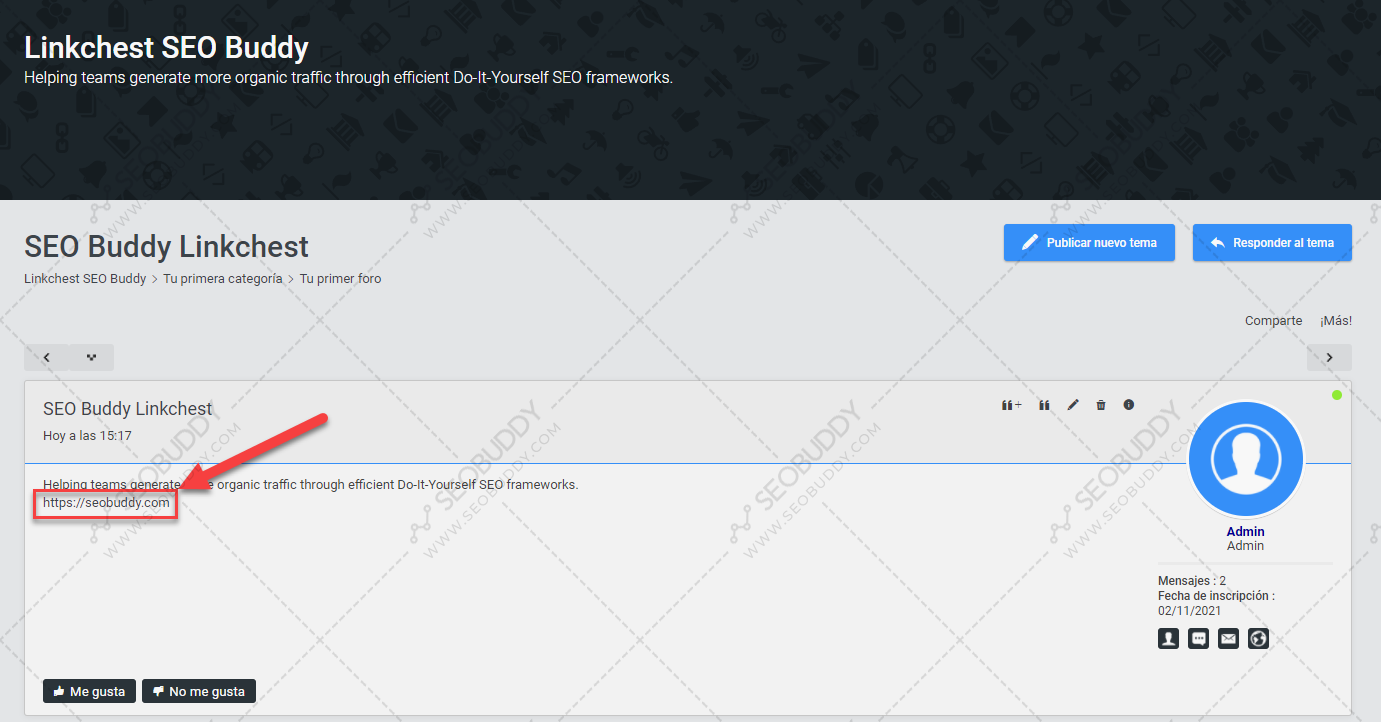 Linkchest SEO Buddy
Helping teams generate more organic traffic through efficient Do-It-Yourself SEO frameworks.
SEO Buddy Linkchest
Publicar nuevo tema
Responder al tema
Linkchest SEO Buddy > Tu primera categoría > Tu primer foro
Comparte ¡Más!
SEO Buddy Linkchest
Hoy a las 15:17
Helping teams generate organic traffic through efficient Do-It-Yourself SEO frameworks.
https://seobuddy.com
Admin
Admin
Mensajes : 2
Fecha de inscripción :
02/11/2021
Me gusta
No me gusta
SEOBUDDY
WWW.SEOBUDDY.COM